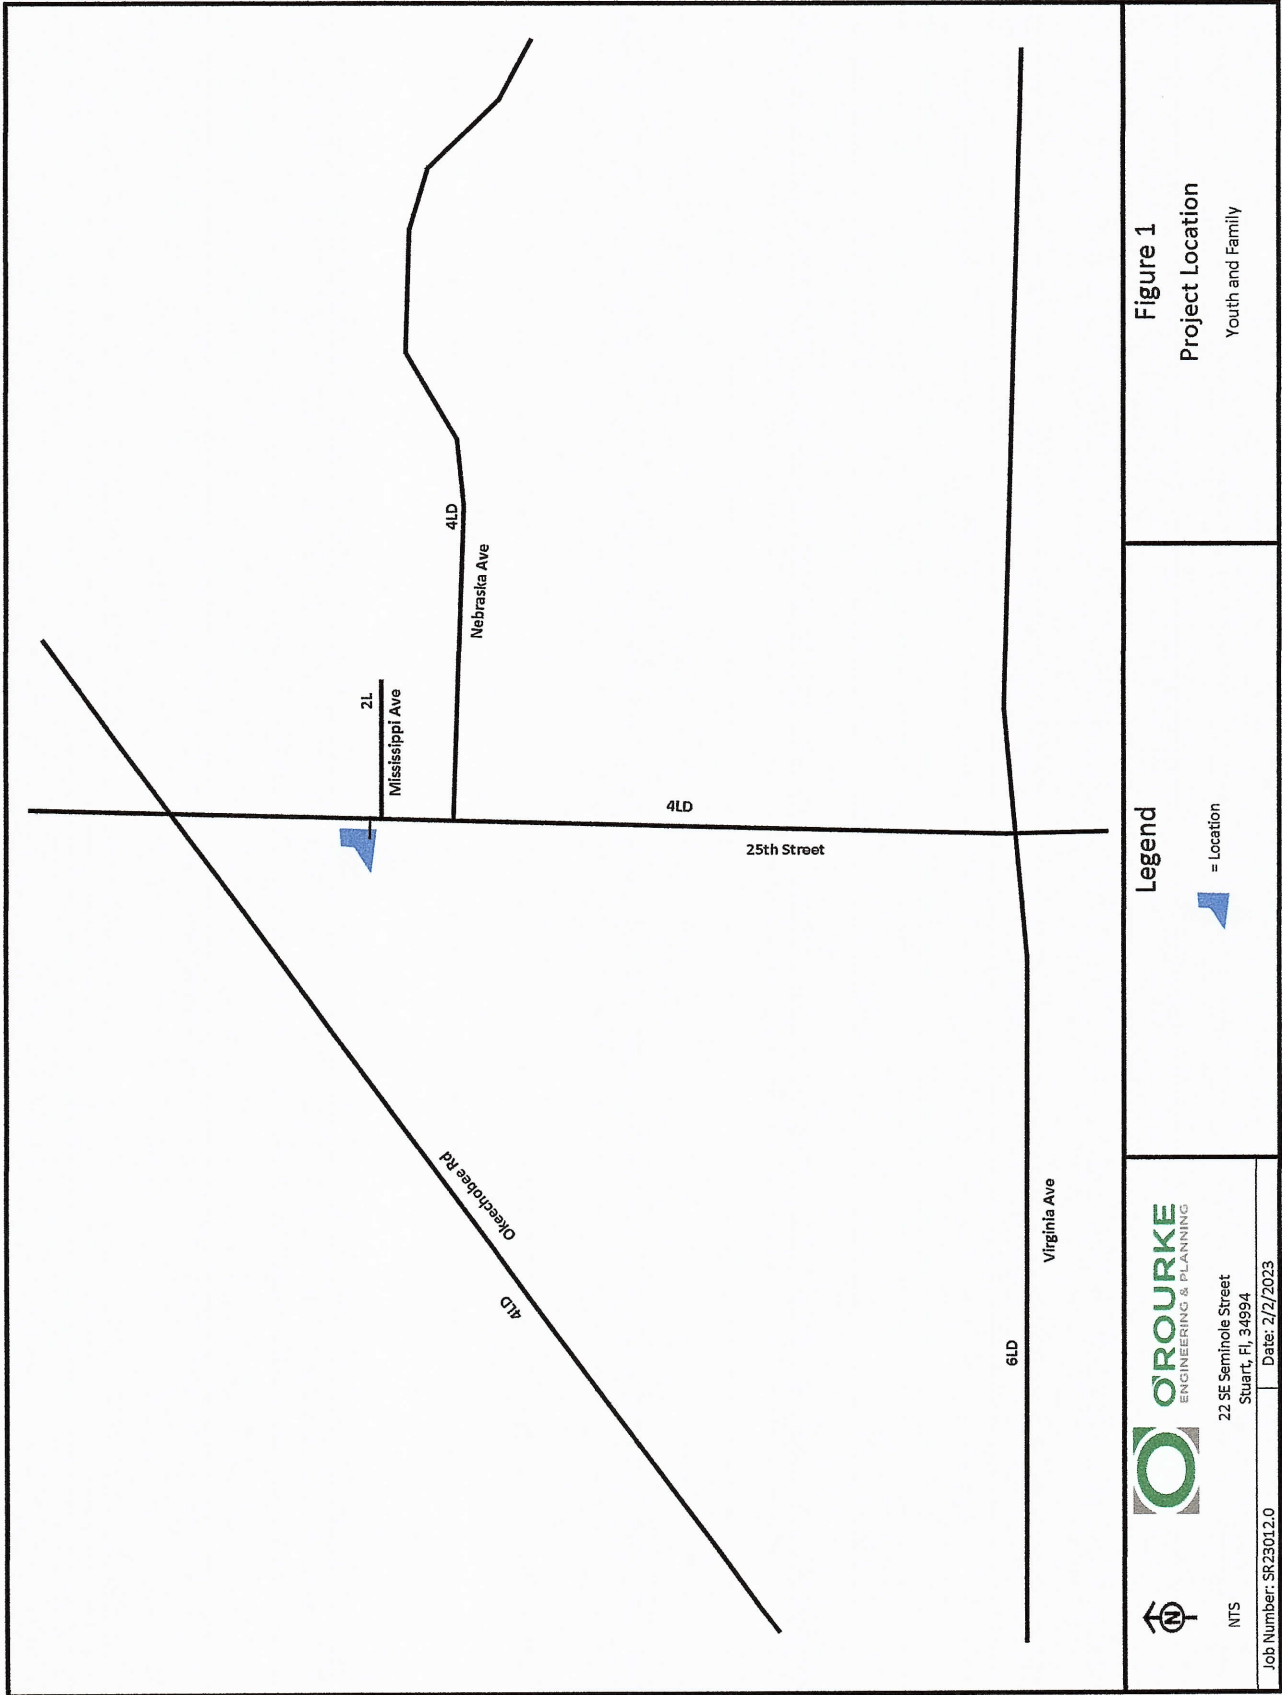 2L
Mississippi Ave
4LD
Nebraska Ave
4LD
25th Street
Okeechobee Rd
4LD
6LD
Virginia Ave
N
NTS
O'ROURKE
ENGINEERING & PLANNING
22 SE Seminole Street
Stuart, Fl, 34994
Job Number: SR23012.0
Date: 2/2/2023
Legend
= Location
Figure 1
Project Location
Youth and Family